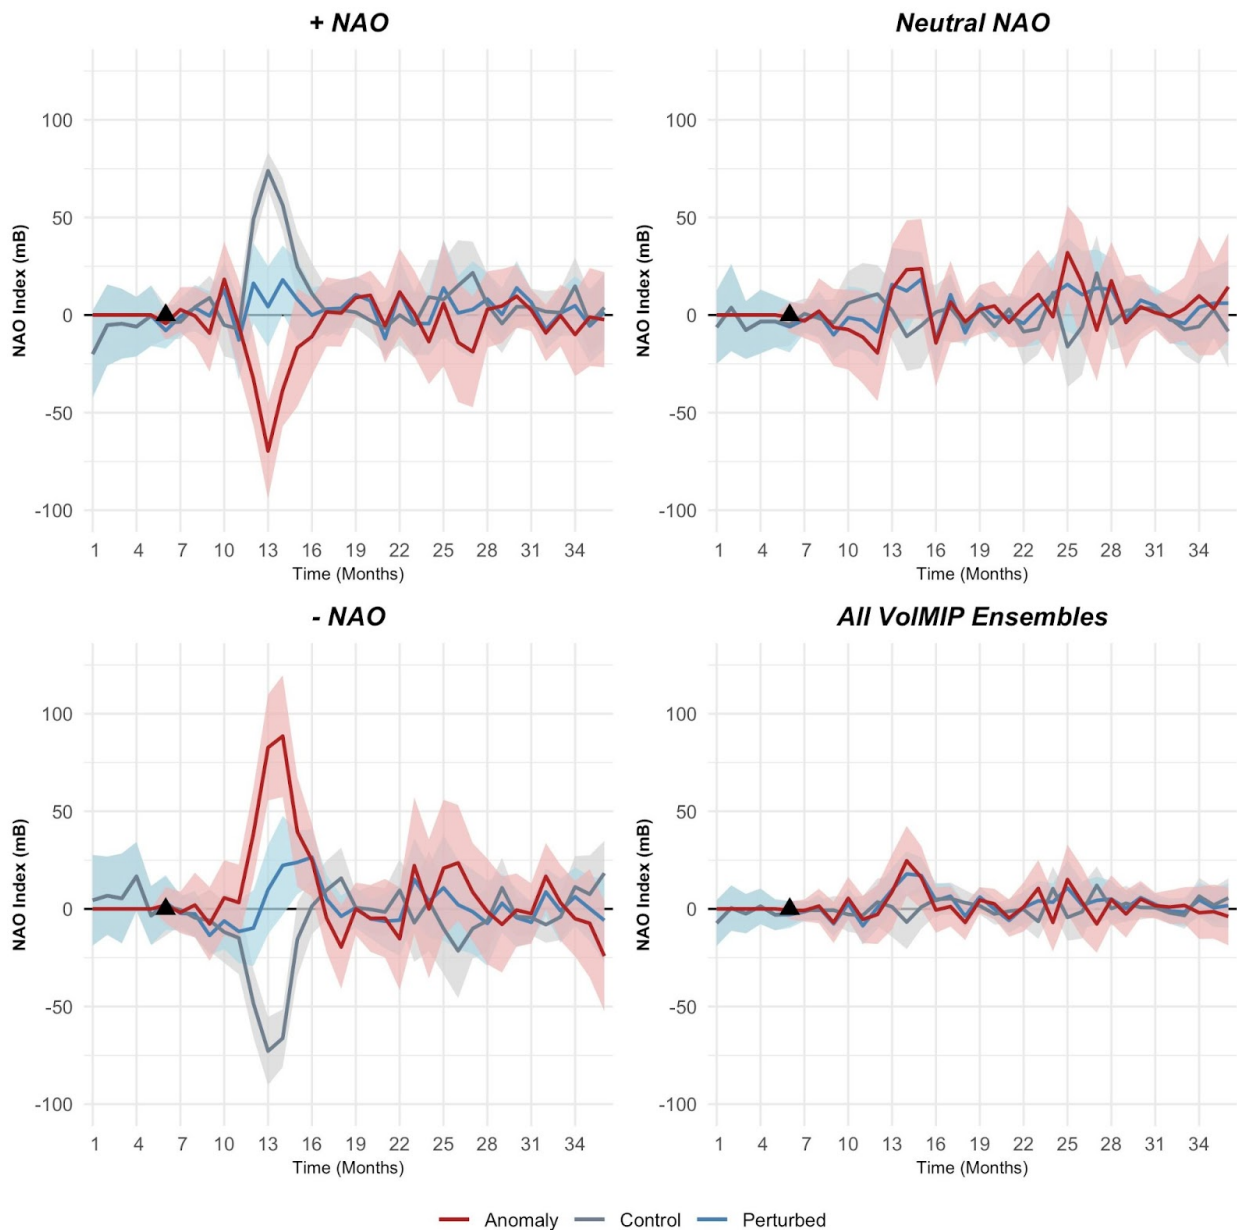 + NAO
NAO Index (mB)
100
50
0
-50
-100
1 4 7 10 13 16 19 22 25 28 31 34
Time (Months)
Neutral NAO
NAO Index (mB)
100
50
0
-50
-100
1 4 7 10 13 16 19 22 25 28 31 34
Time (Months)
- NAO
NAO Index (mB)
100
50
0
-50
-100
1 4 7 10 13 16 19 22 25 28 31 34
Time (Months)
All VolMIP Ensembles
NAO Index (mB)
100
50
0
-50
-100
1 4 7 10 13 16 19 22 25 28 31 34
Time (Months)
Anomaly Control Perturbed